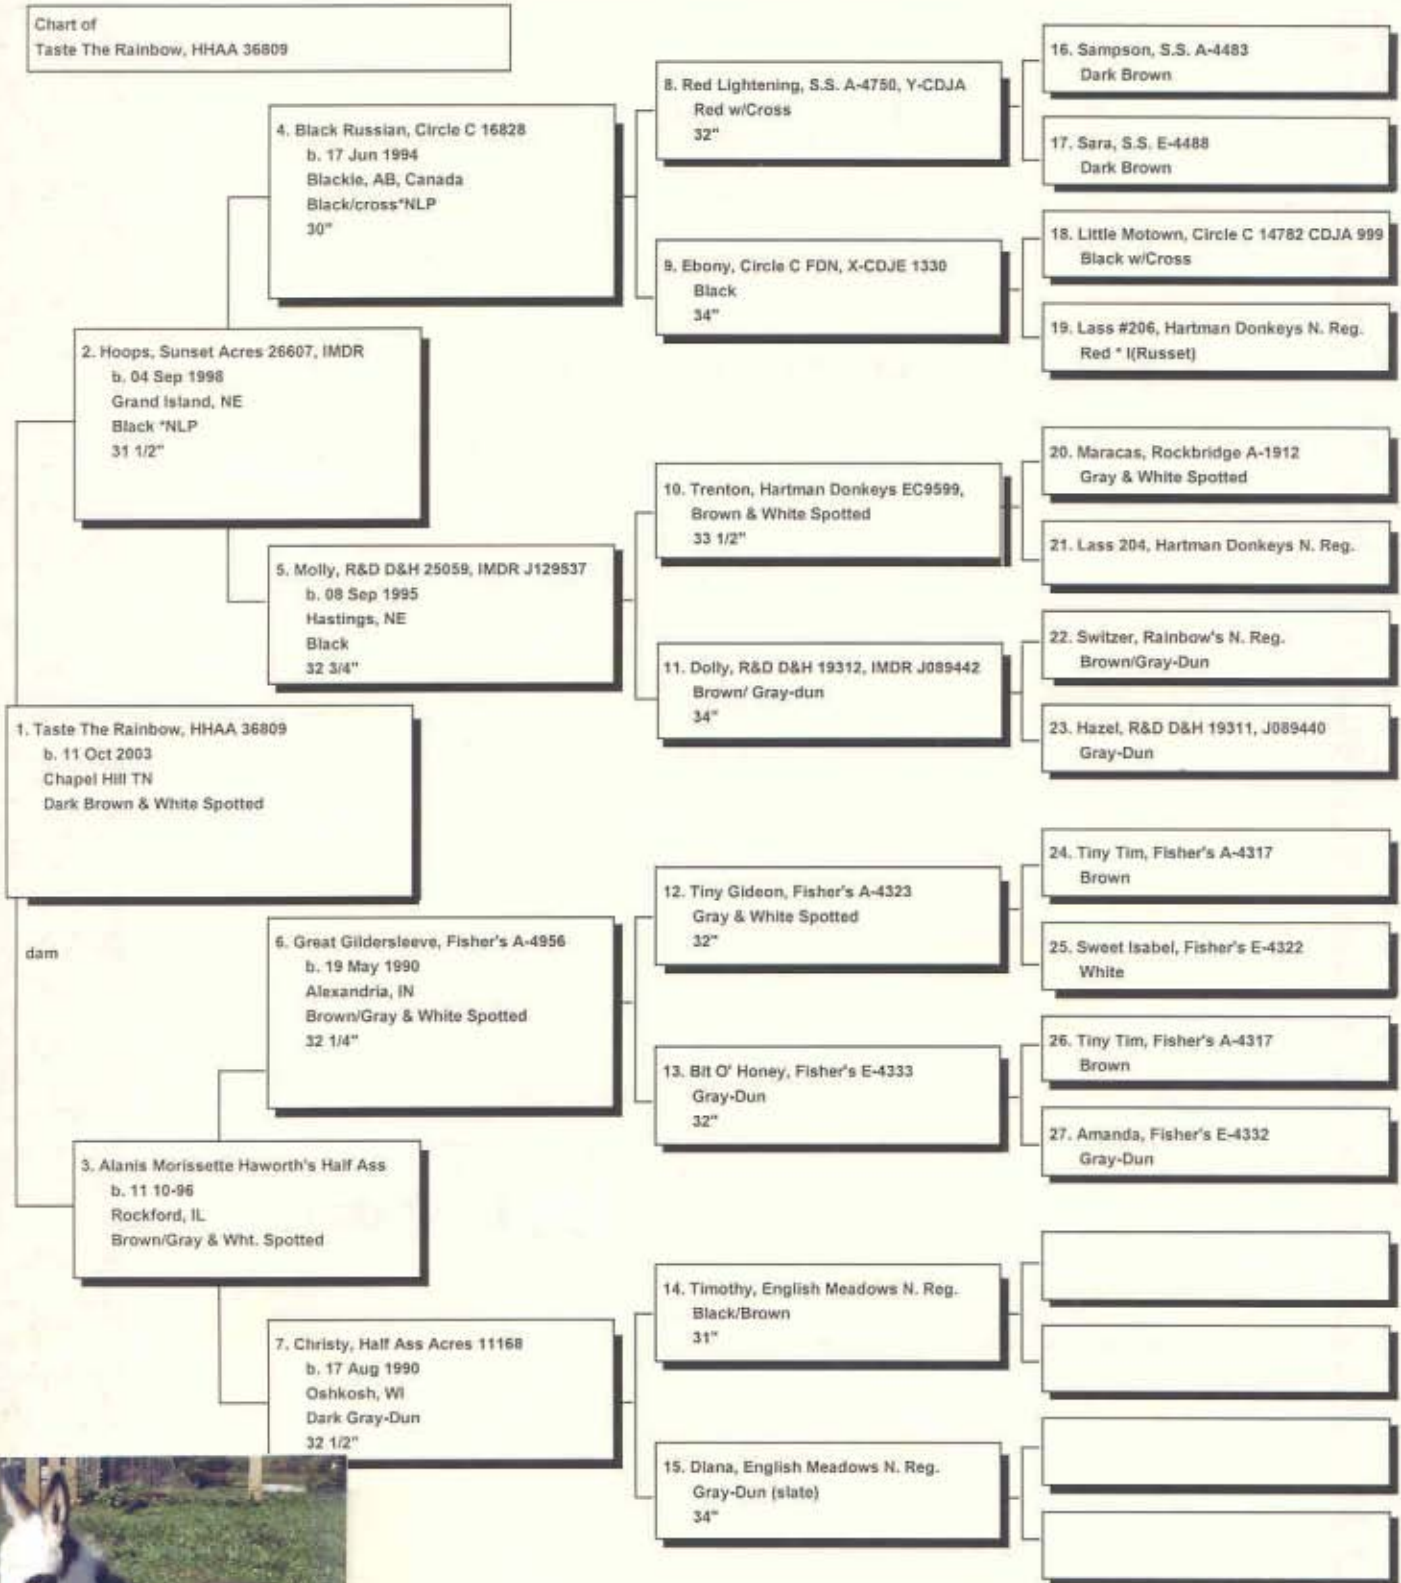 Chart of
Taste The Rainbow, HHAA 36809
1. Taste The Rainbow, HHAA 36809
b. 11 Oct 2003
Chapel Hill TN
Dark Brown & White Spotted
dam
2. Hoops, Sunset Acres 26607, IMDR
b. 04 Sep 1998
Grand Island, NE
Black *NLP
31 1/2"
3. Alanis Morissette Haworth's Half Ass
b. 11 10-96
Rockford, IL
Brown/Gray & Wht. Spotted
4. Black Russian, Circle C 16828
b. 17 Jun 1994
Blackie, AB, Canada
Black/cross*NLP
30"
5. Molly, R&D D&H 25059, IMDR J129537
b. 08 Sep 1995
Hastings, NE
Black
32 3/4"
6. Great Gildersleeve, Fisher's A-4956
b. 19 May 1990
Alexandria, IN
Brown/Gray & White Spotted
32 1/4"
7. Christy, Half Ass Acres 11168
b. 17 Aug 1990
Oshkosh, WI
Dark Gray-Dun
32 1/2"
8. Red Lightening, S.S. A-4750, Y-CDJA
Red w/Cross
32"
9. Ebony, Circle C FDN, X-CDJE 1330
Black
34"
10. Trenton, Hartman Donkeys EC9599,
Brown & White Spotted
33 1/2"
11. Dolly, R&D D&H 19312, IMDR J089442
Brown/ Gray-dun
34"
12. Tiny Gideon, Fisher's A-4323
Gray & White Spotted
32"
13. Bit O' Honey, Fisher's E-4333
Gray-Dun
32"
14. Timothy, English Meadows N. Reg.
Black/Brown
31"
15. Diana, English Meadows N. Reg.
Gray-Dun (slate)
34"
16. Sampson, S.S. A-4483
Dark Brown
17. Sara, S.S. E-4488
Dark Brown
18. Little Motown, Circle C 14782 CDJA 999
Black w/Cross
19. Lass #206, Hartman Donkeys N. Reg.
Red * I(Russet)
20. Maracas, Rockbridge A-1912
Gray & White Spotted
21. Lass 204, Hartman Donkeys N. Reg.
22. Switzer, Rainbow's N. Reg.
Brown/Gray-Dun
23. Hazel, R&D D&H 19311, J089440
Gray-Dun
24. Tiny Tim, Fisher's A-4317
Brown
25. Sweet Isabel, Fisher's E-4322
White
26. Tiny Tim, Fisher's A-4317
Brown
27. Amanda, Fisher's E-4332
Gray-Dun